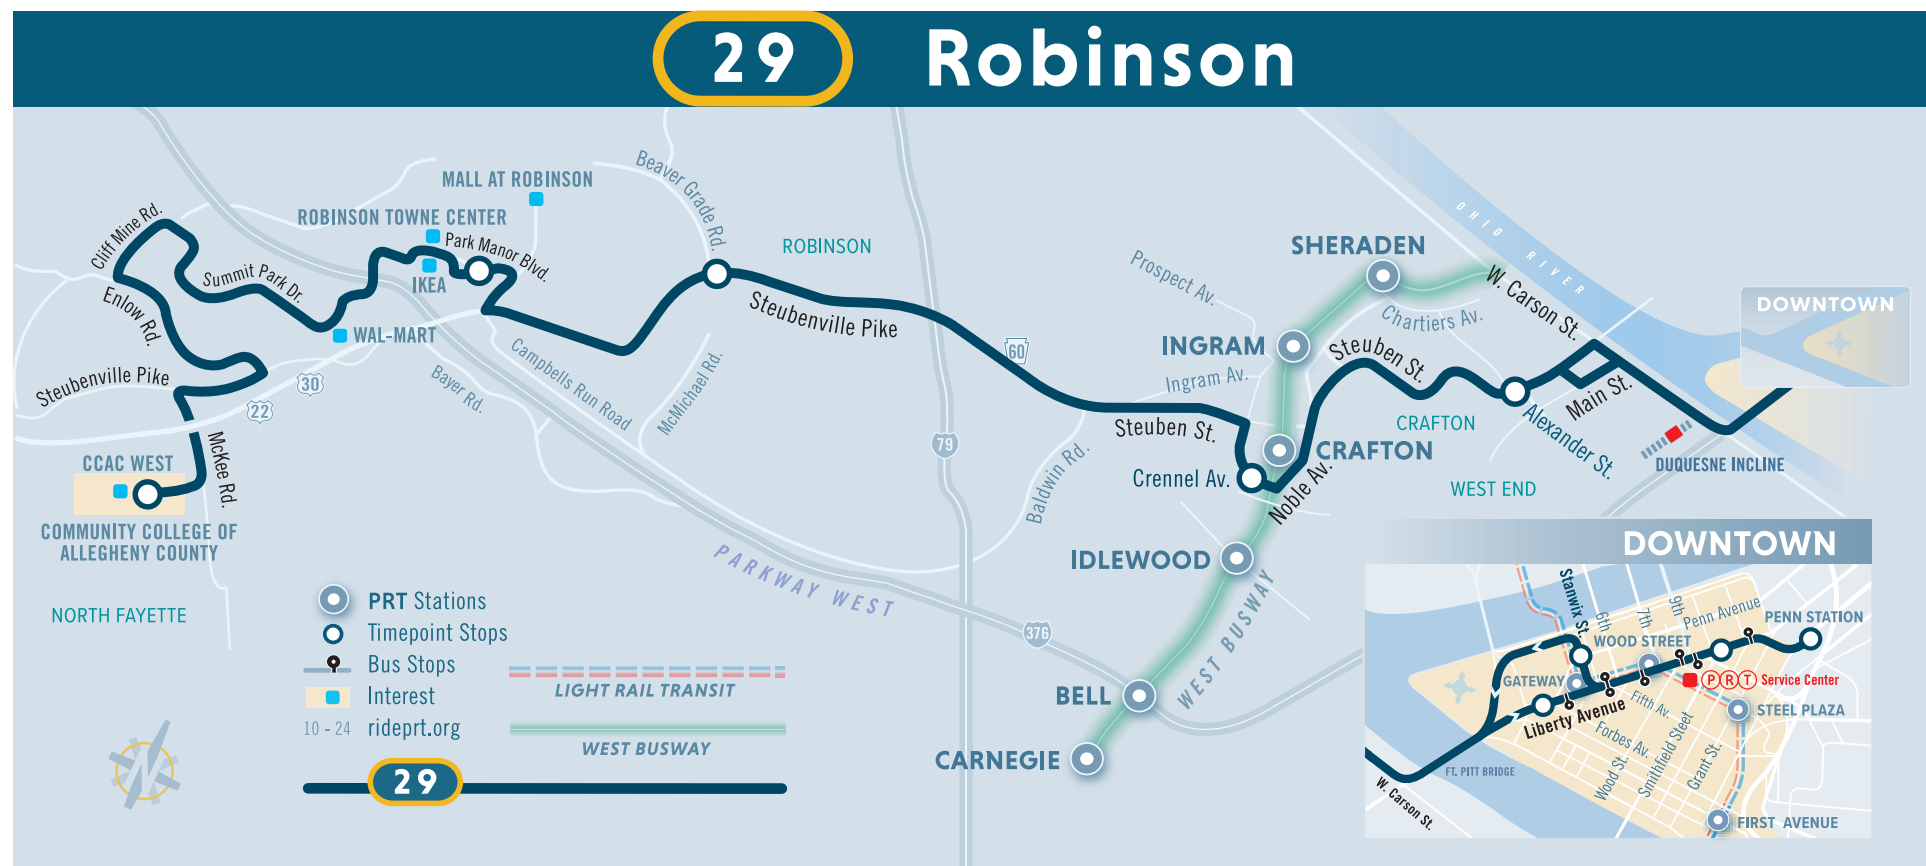 29 Robinson
MALL AT ROBINSON
Beaver Grade Rd.
ROBINSON TOWNE CENTER
Cliff Mine Rd.
Park Manor Blvd.
Summit Park Dr.
IKEA
Enlow Rd.
WAL-MART
Steubenville Pike
30
22
Bayer Rd.
Campbells Run Road
McMichael Rd.
McKee Rd.
CCAC WEST
COMMUNITY COLLEGE OF
ALLEGHENY COUNTY
NORTH FAYETTE
ROBINSON
Steubenville Pike
60
79
376
PARKWAY WEST
Baldwin Rd.
Steuben St.
Crennel Av.
Noble Av.
Prospect Av.
Ingram Av.
Chartiers Av.
SHERADEN
INGRAM
CRAFTON
IDLEWOOD
BELL
CARNEGIE
WEST BUSWAY
Steuben St.
CRAFTON
WEST END
W. Carson St.
OHIO RIVER
Main St.
Alexander St.
DUQUESNE INCLINE
DOWNTOWN
PRT Stations
Timepoint Stops
Bus Stops
Interest
10 - 24 rideprt.org
LIGHT RAIL TRANSIT
WEST BUSWAY
29
N
DOWNTOWN
Stanwix St.
6th
7th
9th
Penn Avenue
PENN STATION
WOOD STREET
GATEWAY
PRT Service Center
Liberty Avenue
Fifth Av.
STEEL PLAZA
Forbes Av.
Wood St.
Smithfield Steet
Grant St.
FT. PITT BRIDGE
W. Carson St.
FIRST AVENUE